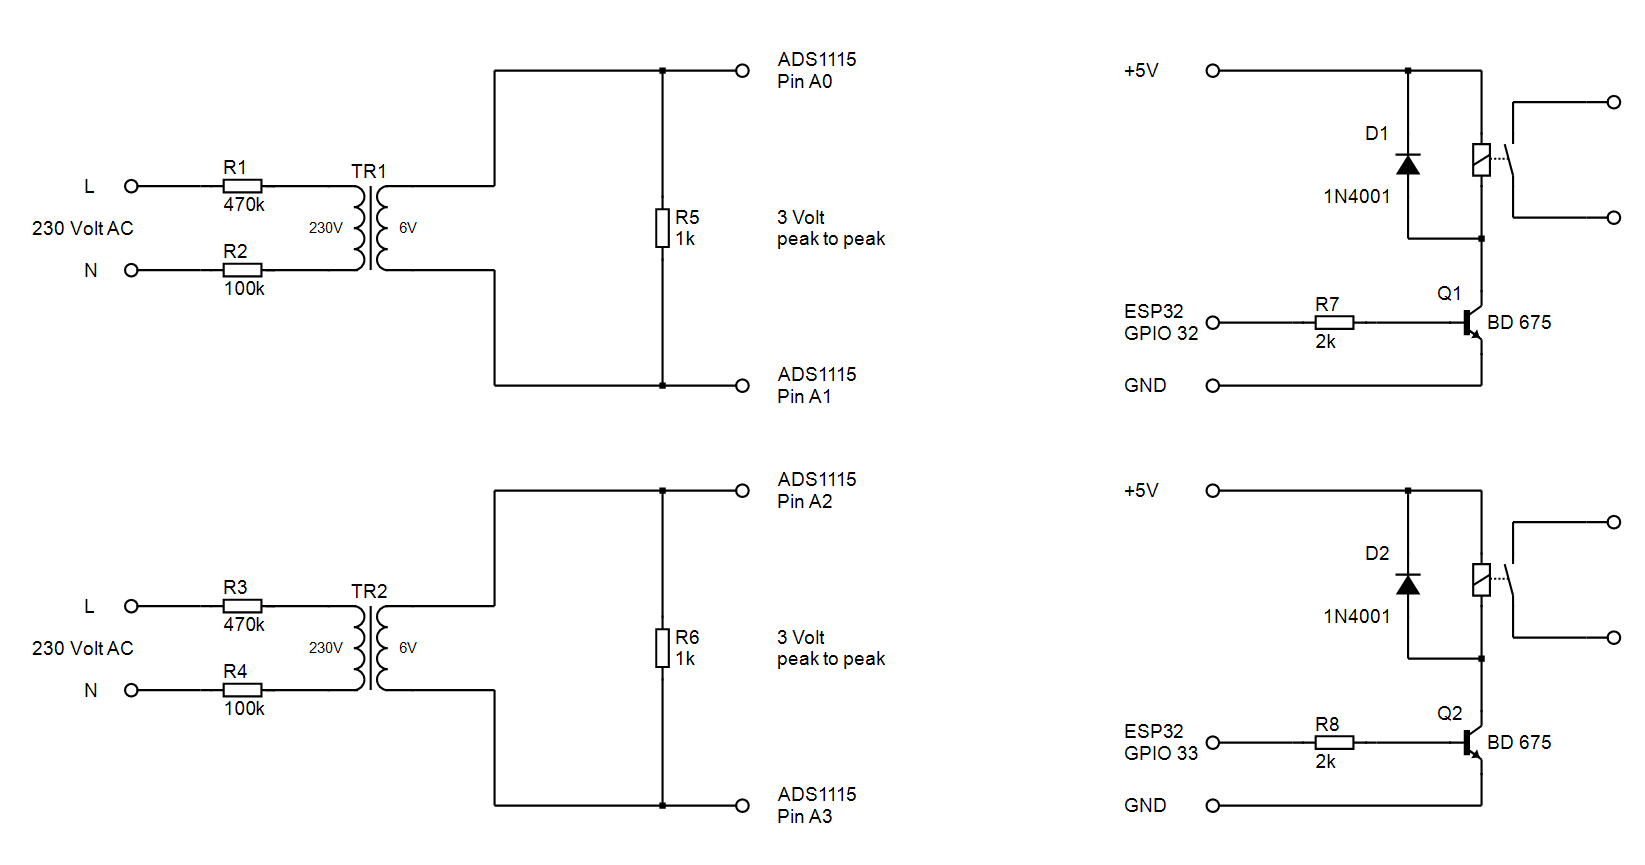 ADS1115
Pin A0
R1
TR1
L
470k
230 Volt AC
230V
6V
R5
1k
3 Volt
peak to peak
R2
N
100k
ADS1115
Pin A1
+5V
D1
1N4001
Q1
ESP32
GPIO 32
R7
2k
BD 675
GND
ADS1115
Pin A2
R3
TR2
L
470k
230 Volt AC
230V
6V
R6
1k
3 Volt
peak to peak
R4
N
100k
ADS1115
Pin A3
+5V
D2
1N4001
Q2
ESP32
GPIO 33
R8
2k
BD 675
GND